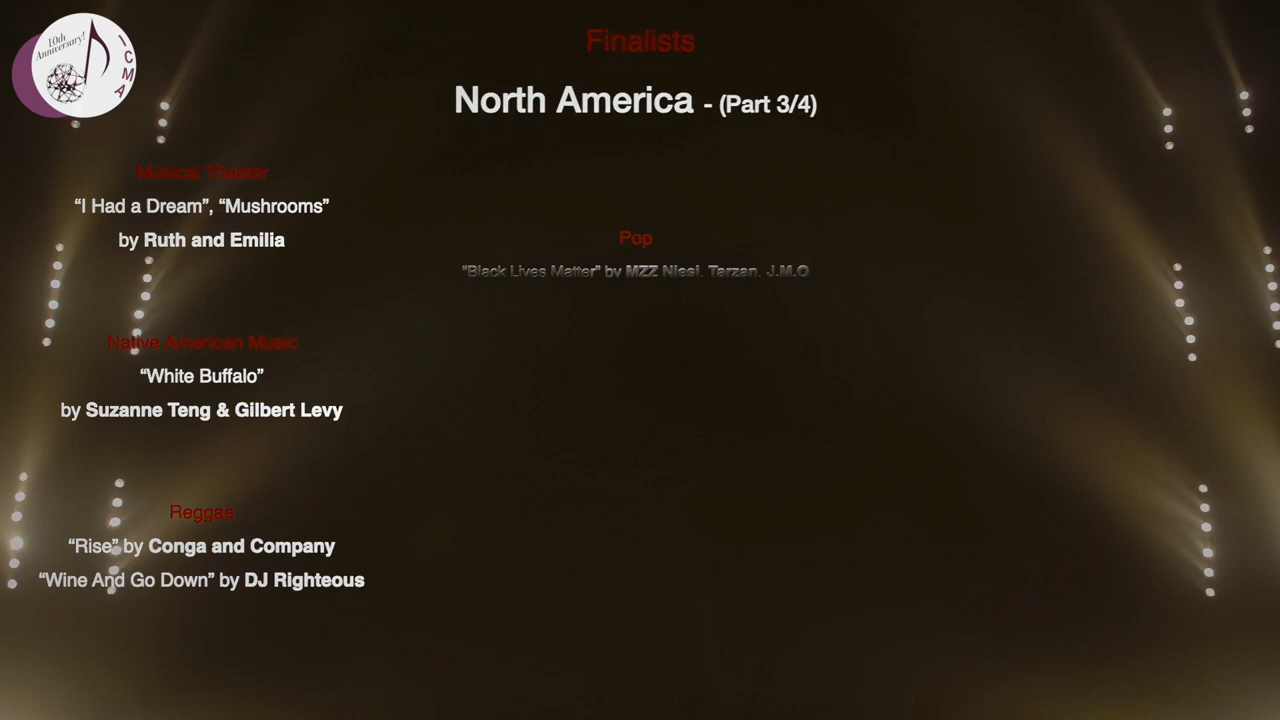 10th
Anniversary!
ICMA
Finalists
North America - (Part 3/4)
Musical Theater
“I Had a Dream”, “Mushrooms”
by Ruth and Emilia
Native American Music
“White Buffalo”
by Suzanne Teng & Gilbert Levy
Reggae
“Rise” by Conga and Company
“Wine And Go Down” by DJ Righteous
Pop
“Black Lives Matter” by MZZ Niesi, Tarzan, J.M.O